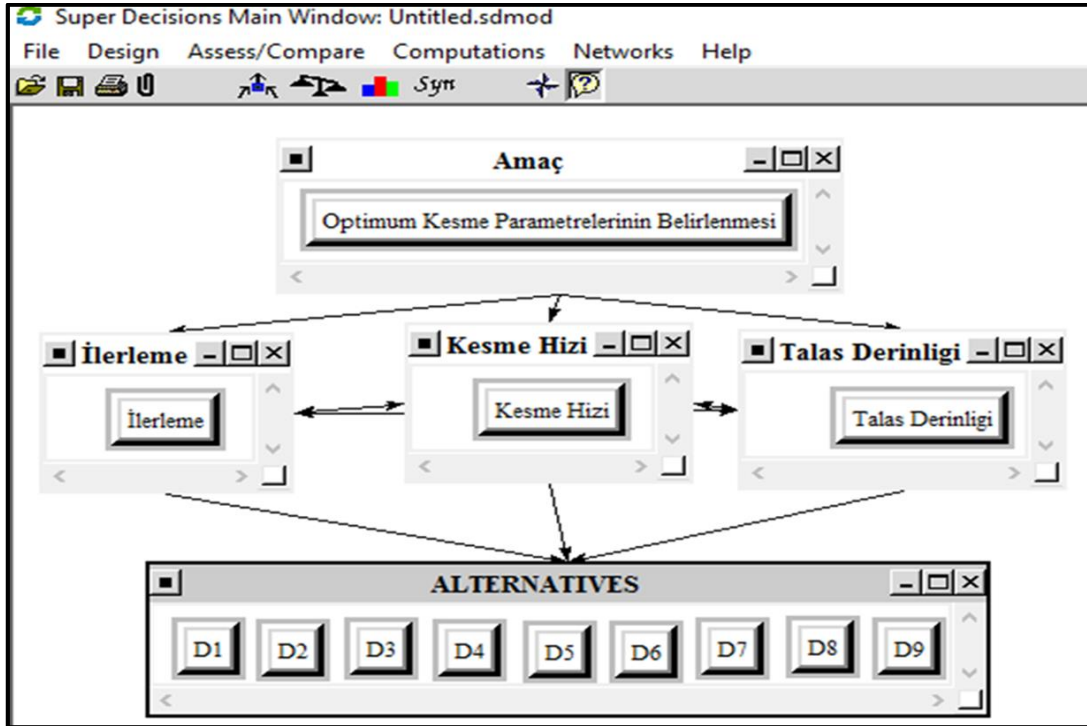 Super Decisions Main Window: Untitled.sdmod
File Design Assess/Compare Computations Networks Help
Syn
Amaç
Optimum Kesme Parametrelerinin Belirlenmesi
İlerleme
İlerleme
Kesme Hizi
Kesme Hizi
Talas Derinligi
Talas Derinligi
ALTERNATIVES
D1 D2 D3 D4 D5 D6 D7 D8 D9